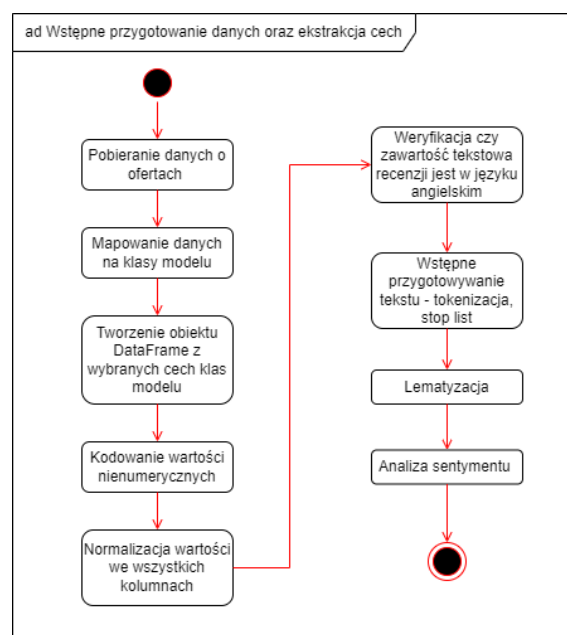 ad Wstępne przygotowanie danych oraz ekstrakcja cech
Pobieranie danych o
ofertach
Mapowanie danych
na klasy modelu
Tworzenie obiektu
DataFrame z
wybranych cech klas
modelu
Kodowanie wartości
nienumerycznych
Normalizacja wartości
we wszystkich
kolumnach
Weryfikacja czy
zawartość tekstowa
recenzji jest w języku
angielskim
Wstępne
przygotowywanie
tekstu - tokenizacja,
stop list
Lematyzacja
Analiza sentymentu